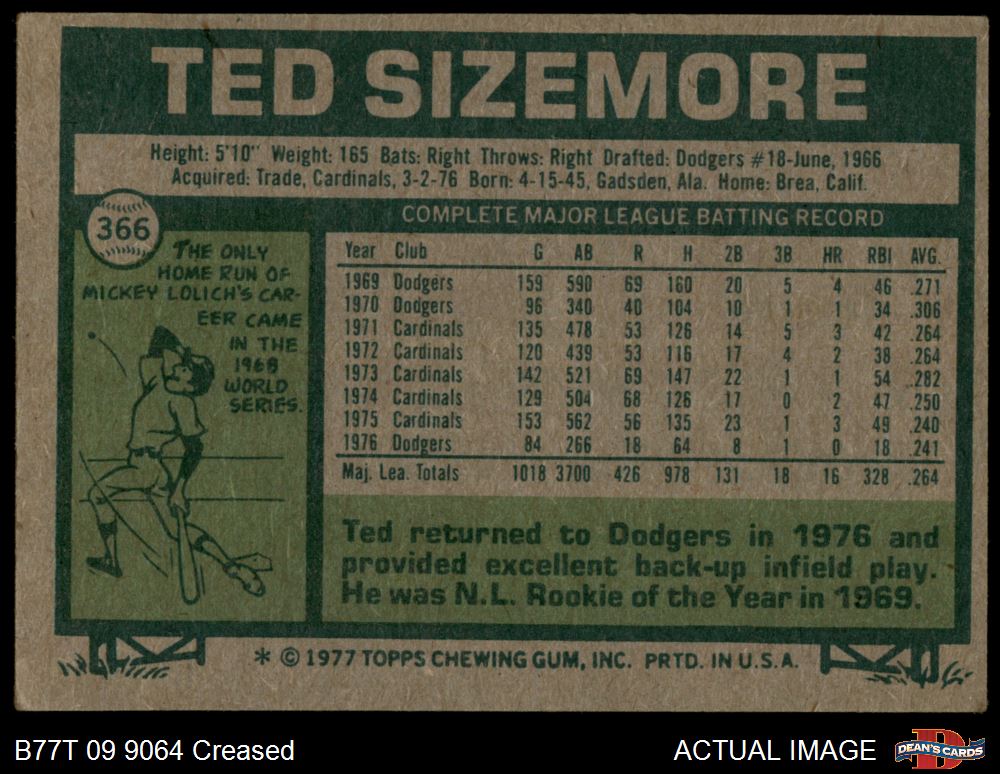 TED SIZEMORE
Height: 5'10" Weight: 165 Bats: Right Throws: Right Drafted: Dodgers #18-June, 1966
Acquired: Trade, Cardinals, 3-2-76 Born: 4-15-45, Gadsden, Ala. Home: Brea, Calif.
366
THE ONLY
HOME RUN OF
MICKEY LOLICH'S CAR-
EER CAME
IN THE
1968
WORLD
SERIES.
COMPLETE MAJOR LEAGUE BATTING RECORD
Year Club G AB R H 2B 3B HR RBI AVG.
1969 Dodgers 159 590 69 160 20 5 4 46 .271
1970 Dodgers 96 340 40 104 10 1 1 34 .306
1971 Cardinals 135 478 53 126 14 5 3 42 .264
1972 Cardinals 120 439 53 116 17 4 2 38 .264
1973 Cardinals 142 521 69 147 22 1 1 54 .282
1974 Cardinals 129 504 68 126 17 0 2 47 .250
1975 Cardinals 153 562 56 135 23 1 3 49 .240
1976 Dodgers 84 266 18 64 8 1 0 18 .241
Maj. Lea. Totals 1018 3700 426 978 131 18 16 328 .264
Ted returned to Dodgers in 1976 and
provided excellent back-up infield play.
He was N.L. Rookie of the Year in 1969.
* © 1977 TOPPS CHEWING GUM, INC. PRTD. IN U.S.A.
B77T 09 9064 Creased
ACTUAL IMAGE
D
DEAN'S CARDS